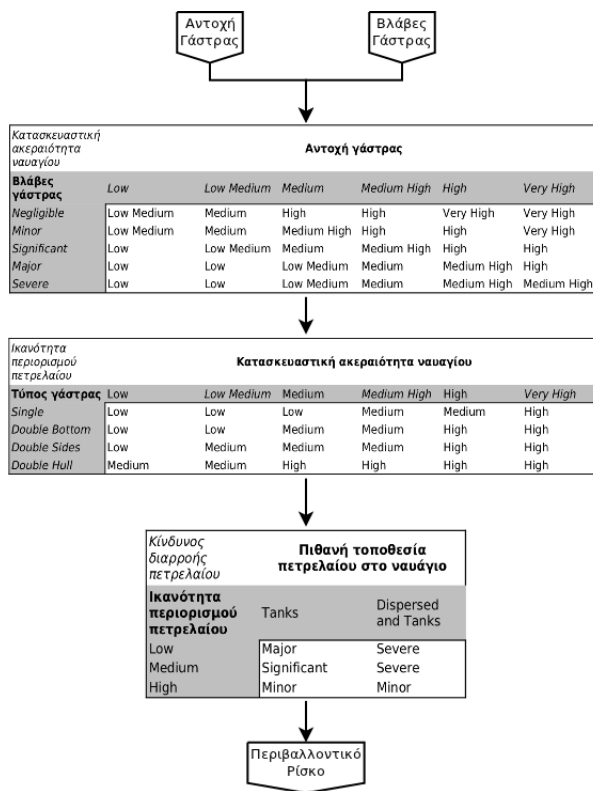 Αντοχή
Γάστρας
Βλάβες
Γάστρας
Κατασκευαστική
ακεραιότητα
ναυαγίου
Αντοχή γάστρας
Βλάβες
γάστρας
Low Low Medium Medium Medium High High Very High
Negligible Low Medium Medium High High Very High Very High
Minor Low Medium Medium Medium High High High Very High
Significant Low Low Medium Medium Medium High High High
Major Low Low Low Medium Medium Medium High High
Severe Low Low Low Medium Medium Medium High Medium High
Ικανότητα
περιορισμού
πετρελαίου
Κατασκευαστική ακεραιότητα ναυαγίου
Τύπος γάστρας Low Low Medium Medium Medium High High Very High
Single Low Low Low Medium Medium High
Double Bottom Low Low Medium Medium High High
Double Sides Low Medium Medium Medium High High
Double Hull Medium Medium High High High High
Κίνδυνος
διαρροής
πετρελαίου
Πιθανή τοποθεσία
πετρελαίου στο ναυάγιο
Ικανότητα
περιορισμού
πετρελαίου
Tanks
Dispersed
and Tanks
Low Major Severe
Medium Significant Severe
High Minor Minor
Περιβαλλοντικό
Ρίσκο